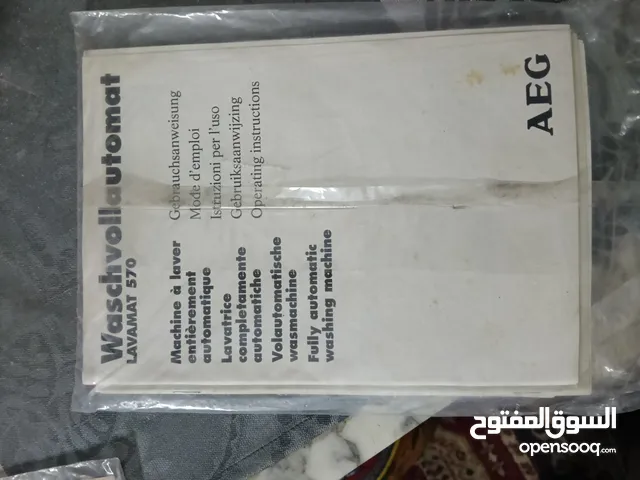 Waschvollautomat
LAVAMAT 570
Machine à laver
entièrement
automatique
Lavatrice
completamente
automatiche
Volautomatische
wasmachine
Fully automatic
washing machine
Gebrauchsanweisung
Mode d'emploi
Istruzioni per l'uso
Gebruiksaanwijzing
Operating instructions
AEG
السوق المفتوح
opensooq.com